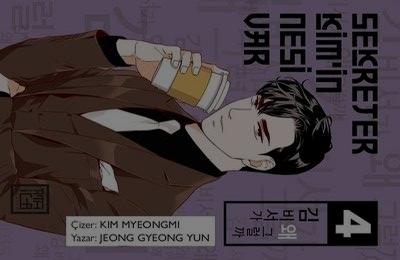 SEKRETER
KIM'IN
NESİ
VAR
4
김비서가
왜
그럴까
Çizer: KIM MYEONGMI
Yazar: JEONG GYEONG YUN